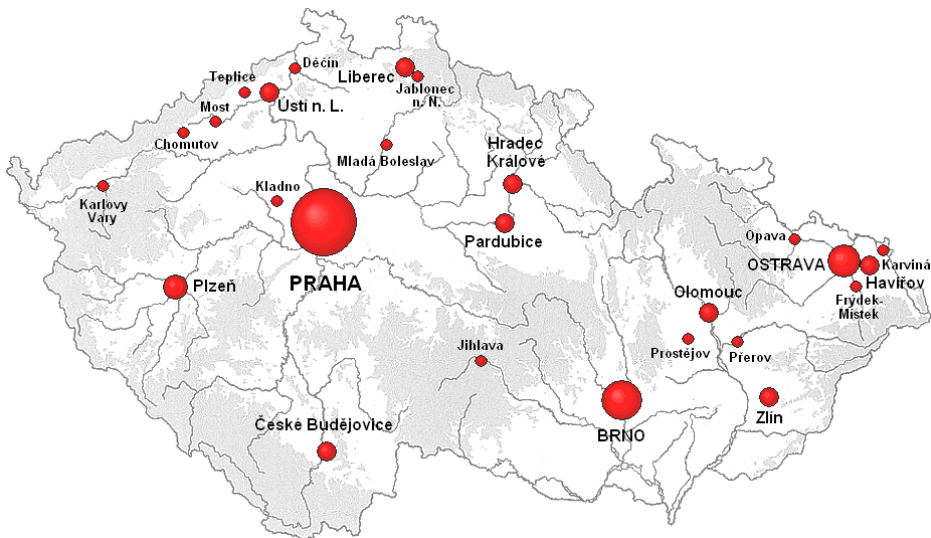 Děčín
Teplice
Liberec
Jablonec
n. N.
Ústí n. L.
Most
Chomutov
Mladá Boleslav
Hradec
Králové
Kladno
Karlovy
Vary
Pardubice
Opava
PRAHA
OSTRAVA
Karviná
Havířov
Plzeň
Olomouc
Frýdek-
Místek
Jihlava
Prostějov
Přerov
Zlín
České Budějovice
BRNO